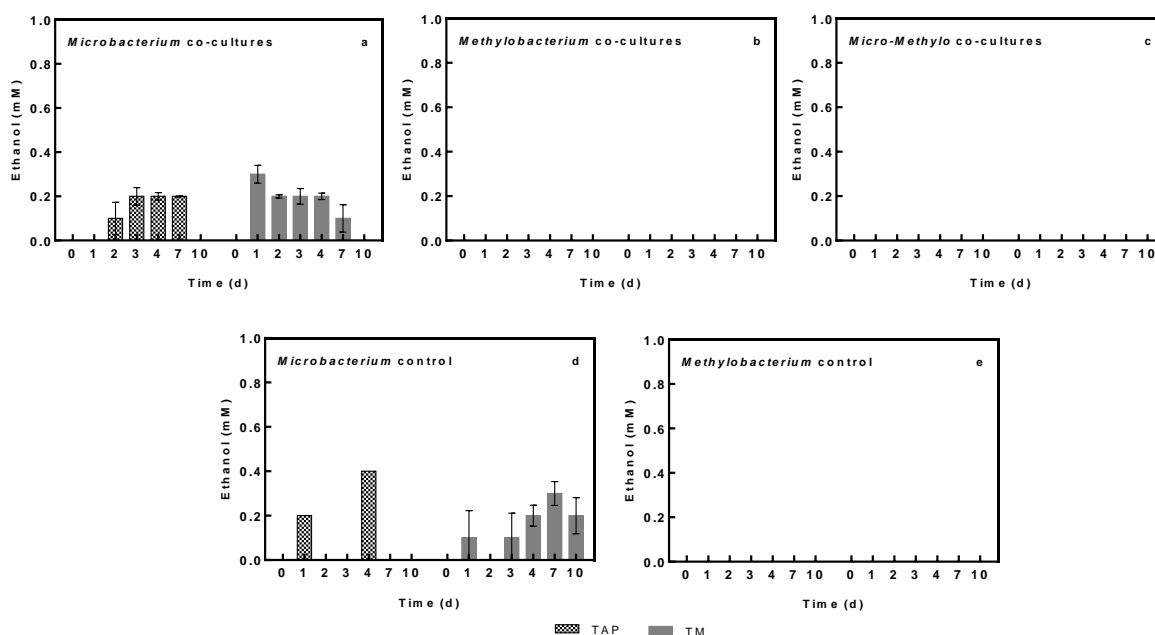 Microbacterium co-cultures a
Ethanol (mM)
1.0
0.8
0.6
0.4
0.2
0.0
0 1 2 3 4 7 10 0 1 2 3 4 7 10
Time (d)
Methylobacterium co-cultures b
Ethanol (mM)
1.0
0.8
0.6
0.4
0.2
0.0
0 1 2 3 4 7 10 0 1 2 3 4 7 10
Time (d)
Micro-Methylo co-cultures c
Ethanol (mM)
1.0
0.8
0.6
0.4
0.2
0.0
0 1 2 3 4 7 10 0 1 2 3 4 7 10
Time (d)
Microbacterium control d
Ethanol (mM)
1.0
0.8
0.6
0.4
0.2
0.0
0 1 2 3 4 7 10 0 1 2 3 4 7 10
Time (d)
Methylobacterium control e
Ethanol (mM)
1.0
0.8
0.6
0.4
0.2
0.0
0 1 2 3 4 7 10 0 1 2 3 4 7 10
Time (d)
TAP TM